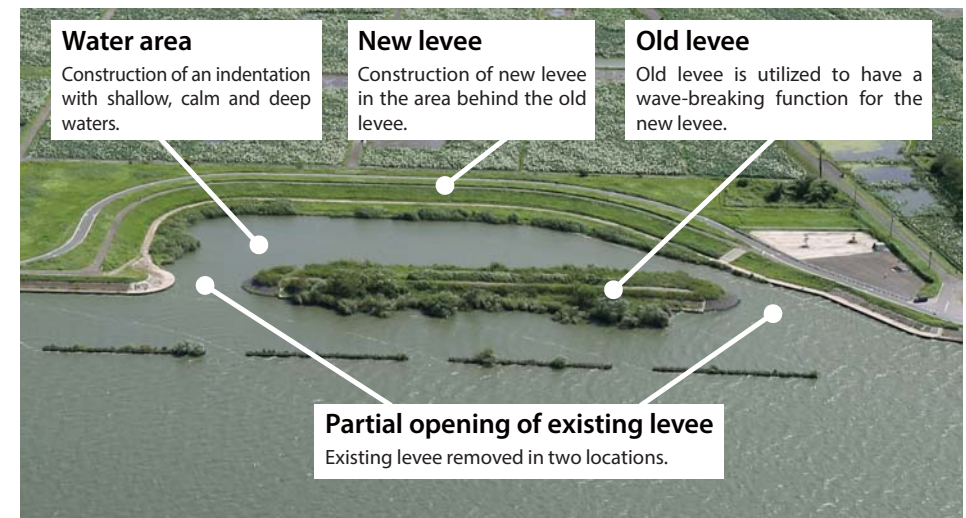 Water area
Construction of an indentation
with shallow, calm and deep
waters.
New levee
Construction of new levee
in the area behind the old
levee.
Old levee
Old levee is utilized to have a
wave-breaking function for the
new levee.
Partial opening of existing levee
Existing levee removed in two locations.